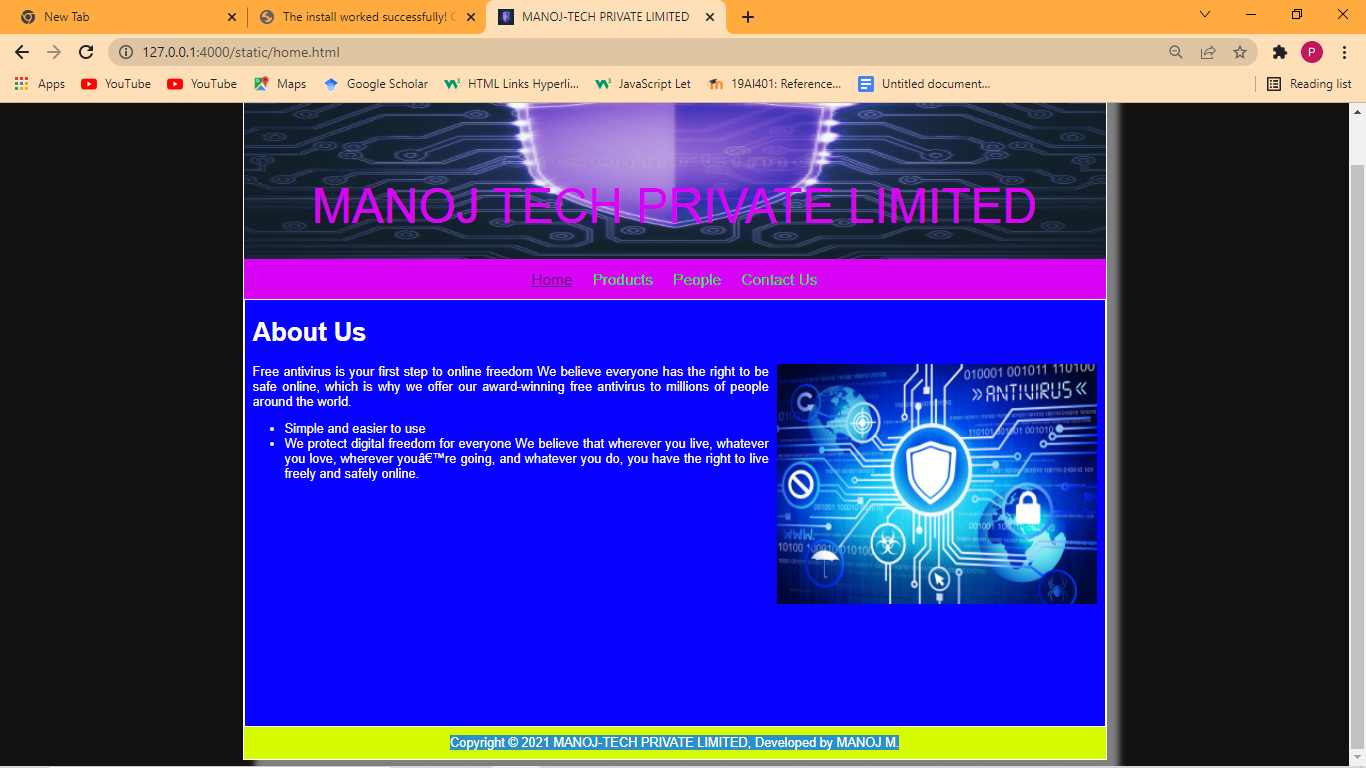 New Tab
The install worked successfully! C
MANOJ-TECH PRIVATE LIMITED
127.0.0.1:4000/static/home.html
P
Apps
YouTube
YouTube
Maps
Google Scholar
HTML Links Hyperli...
JavaScript Let
19AI401: Reference...
Untitled document...
Reading list
MANOJ TECH PRIVATE LIMITED
Home Products People Contact Us
About Us
Free antivirus is your first step to online freedom We believe everyone has the right to be
safe online, which is why we offer our award-winning free antivirus to millions of people
around the world.
• Simple and easier to use
• We protect digital freedom for everyone We believe that wherever you live, whatever
you love, wherever youâ€™re going, and whatever you do, you have the right to live
freely and safely online.
010001 001011 110100
»ANTIVIRUS«
WWW.
Copyright © 2021 MANOJ-TECH PRIVATE LIMITED, Developed by MANOJ M.